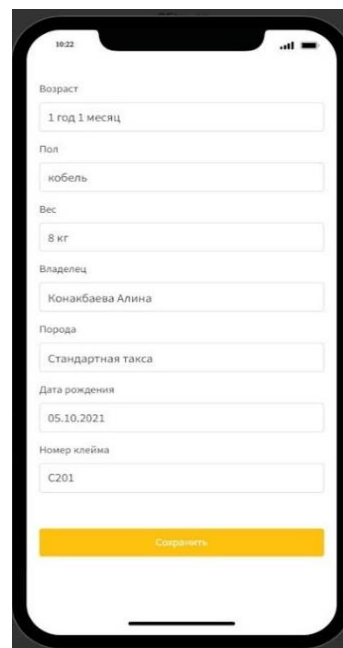 10:22
Возраст
1 год 1 месяц
Пол
кобель
Вес
8 кг
Владелец
Конакбаева Алина
Порода
Стандартная такса
Дата рождения
05.10.2021
Номер клейма
C201
Сохранить